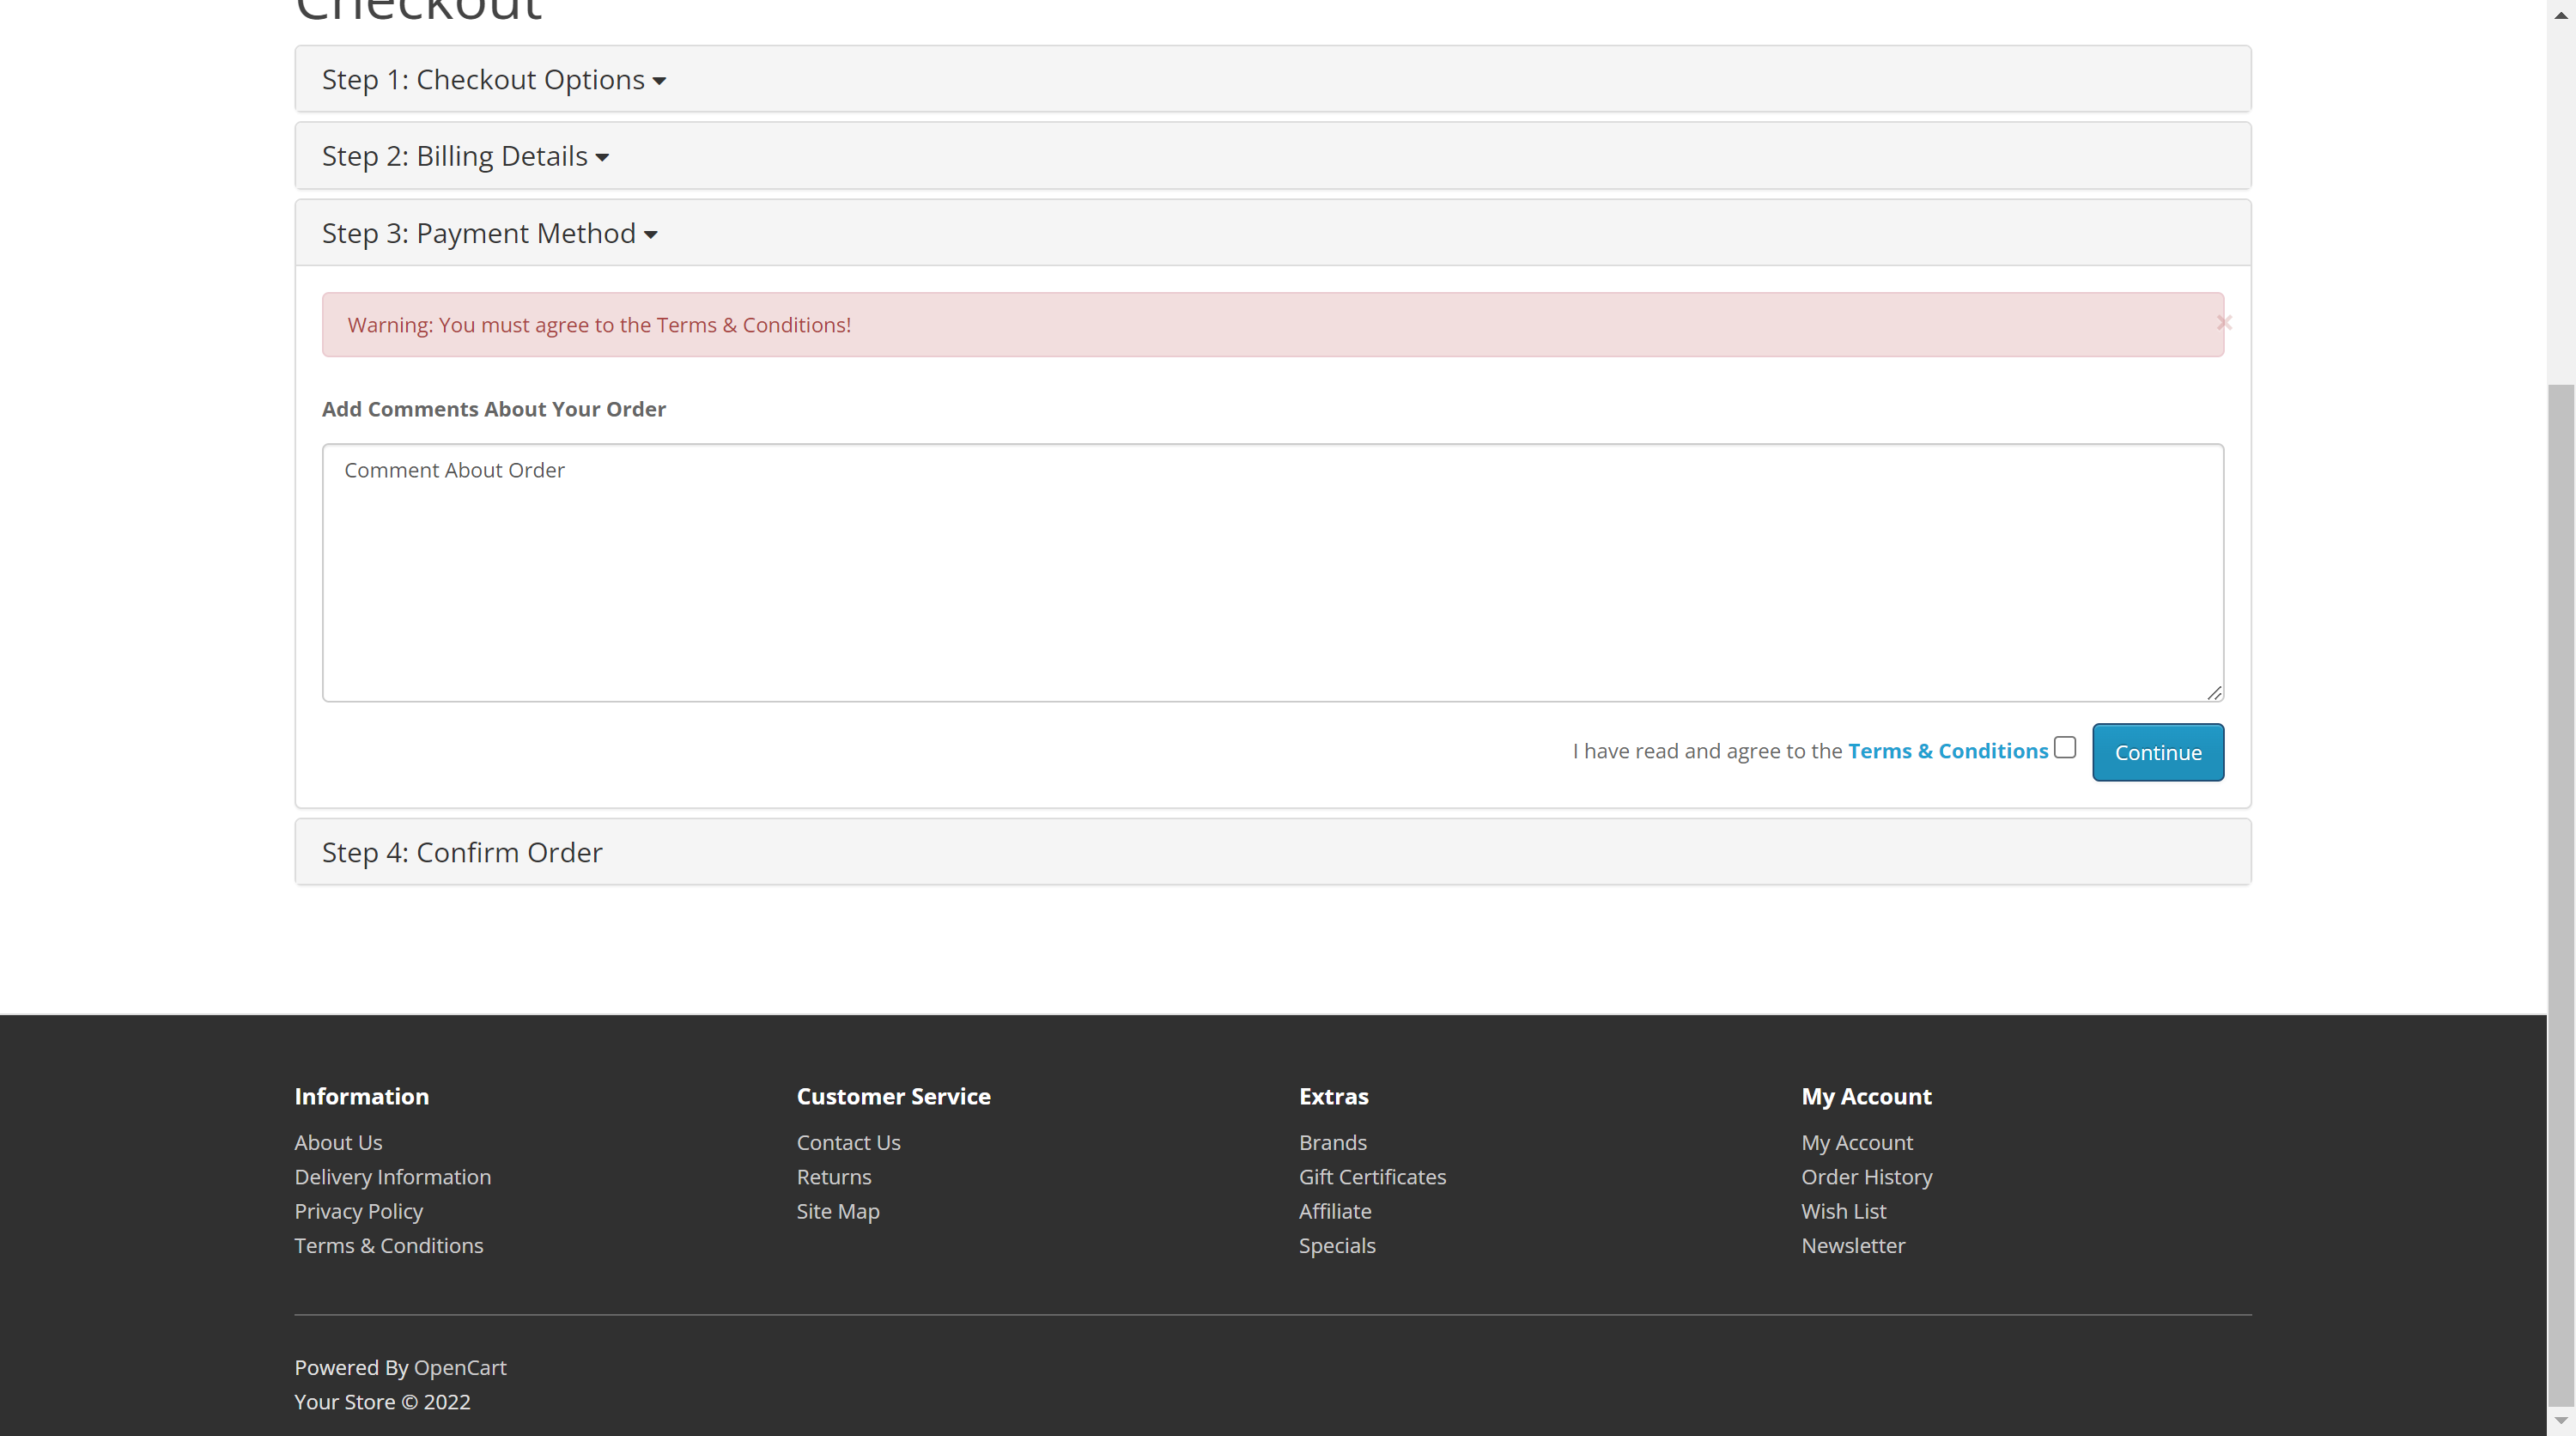 Checkout
Step 1: Checkout Options
Step 2: Billing Details
Step 3: Payment Method
Warning: You must agree to the Terms & Conditions!
×
Add Comments About Your Order
Comment About Order
I have read and agree to the Terms & Conditions
Continue
Step 4: Confirm Order
Information
About Us
Delivery Information
Privacy Policy
Terms & Conditions
Customer Service
Contact Us
Returns
Site Map
Extras
Brands
Gift Certificates
Affiliate
Specials
My Account
My Account
Order History
Wish List
Newsletter
Powered By OpenCart
Your Store © 2022